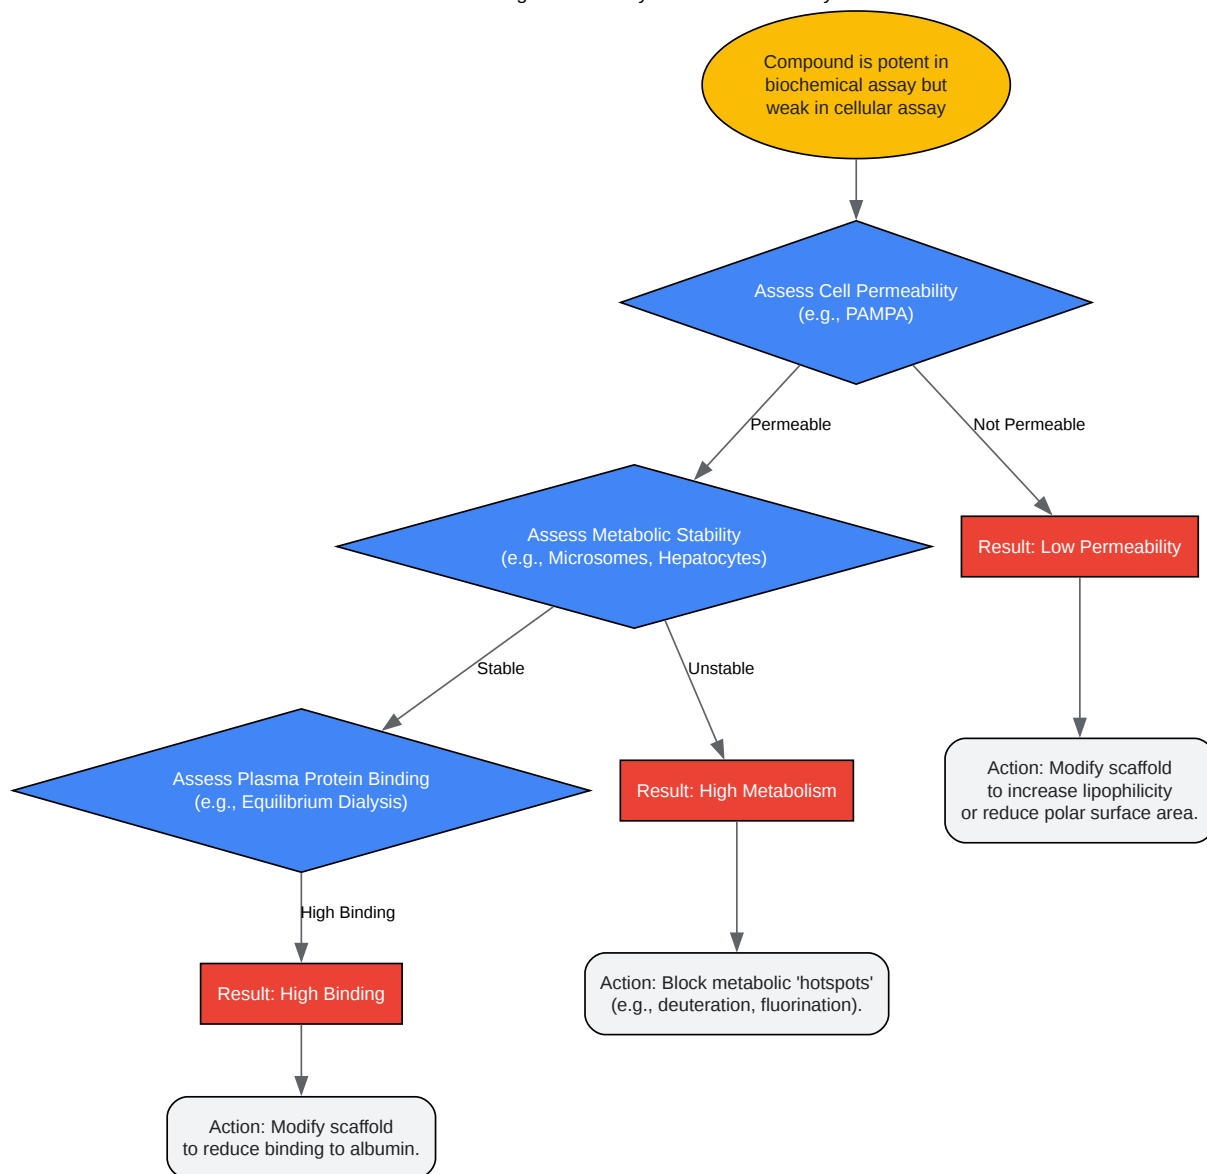 Compound is potent in
biochemical assay but
weak in cellular assay
Assess Cell Permeability
(e.g., PAMPA)
Permeable
Not Permeable
Assess Metabolic Stability
(e.g., Microsomes, Hepatocytes)
Result: Low Permeability
Stable
Unstable
Assess Plasma Protein Binding
(e.g., Equilibrium Dialysis)
Result: High Metabolism
Action: Modify scaffold
to increase lipophilicity
or reduce polar surface area.
High Binding
Result: High Binding
Action: Block metabolic 'hotspots'
(e.g., deuteration, fluorination).
Action: Modify scaffold
to reduce binding to albumin.